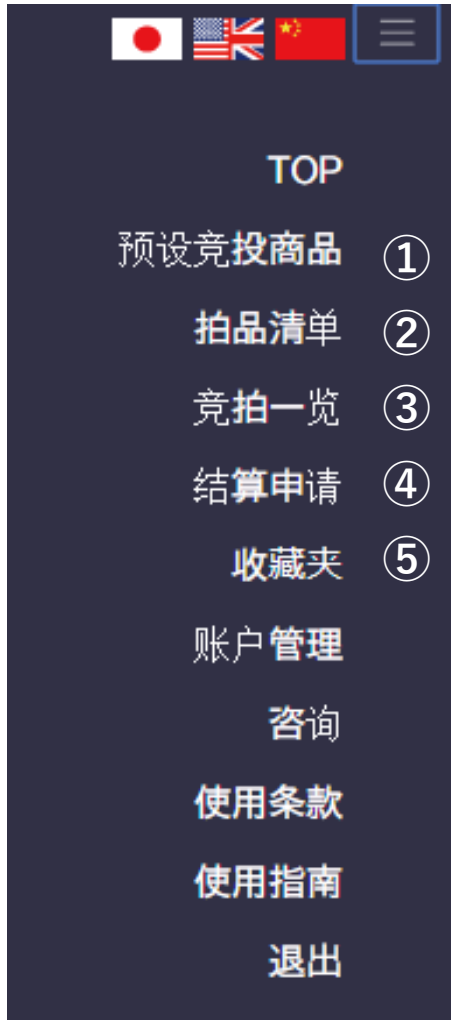 TOP
预设竞投商品 ①
拍品清单 ②
竞拍一览 ③
结算申请 ④
收藏夹 ⑤
账户管理
咨询
使用条款
使用指南
退出